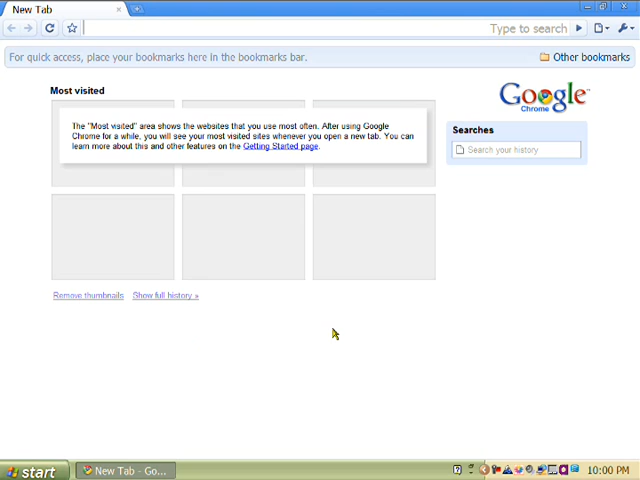 New Tab
Type to search
For quick access, place your bookmarks here in the bookmarks bar.
Other bookmarks
Most visited
The "Most visited" area shows the websites that you use most often. After using Google
Chrome for a while, you will see your most visited sites whenever you open a new tab. You can
learn more about this and other features on the Getting Started page.
Google
Chrome
Searches
Search your history
Remove thumbnails
Show full history »
start
New Tab - Go...
10:00 PM